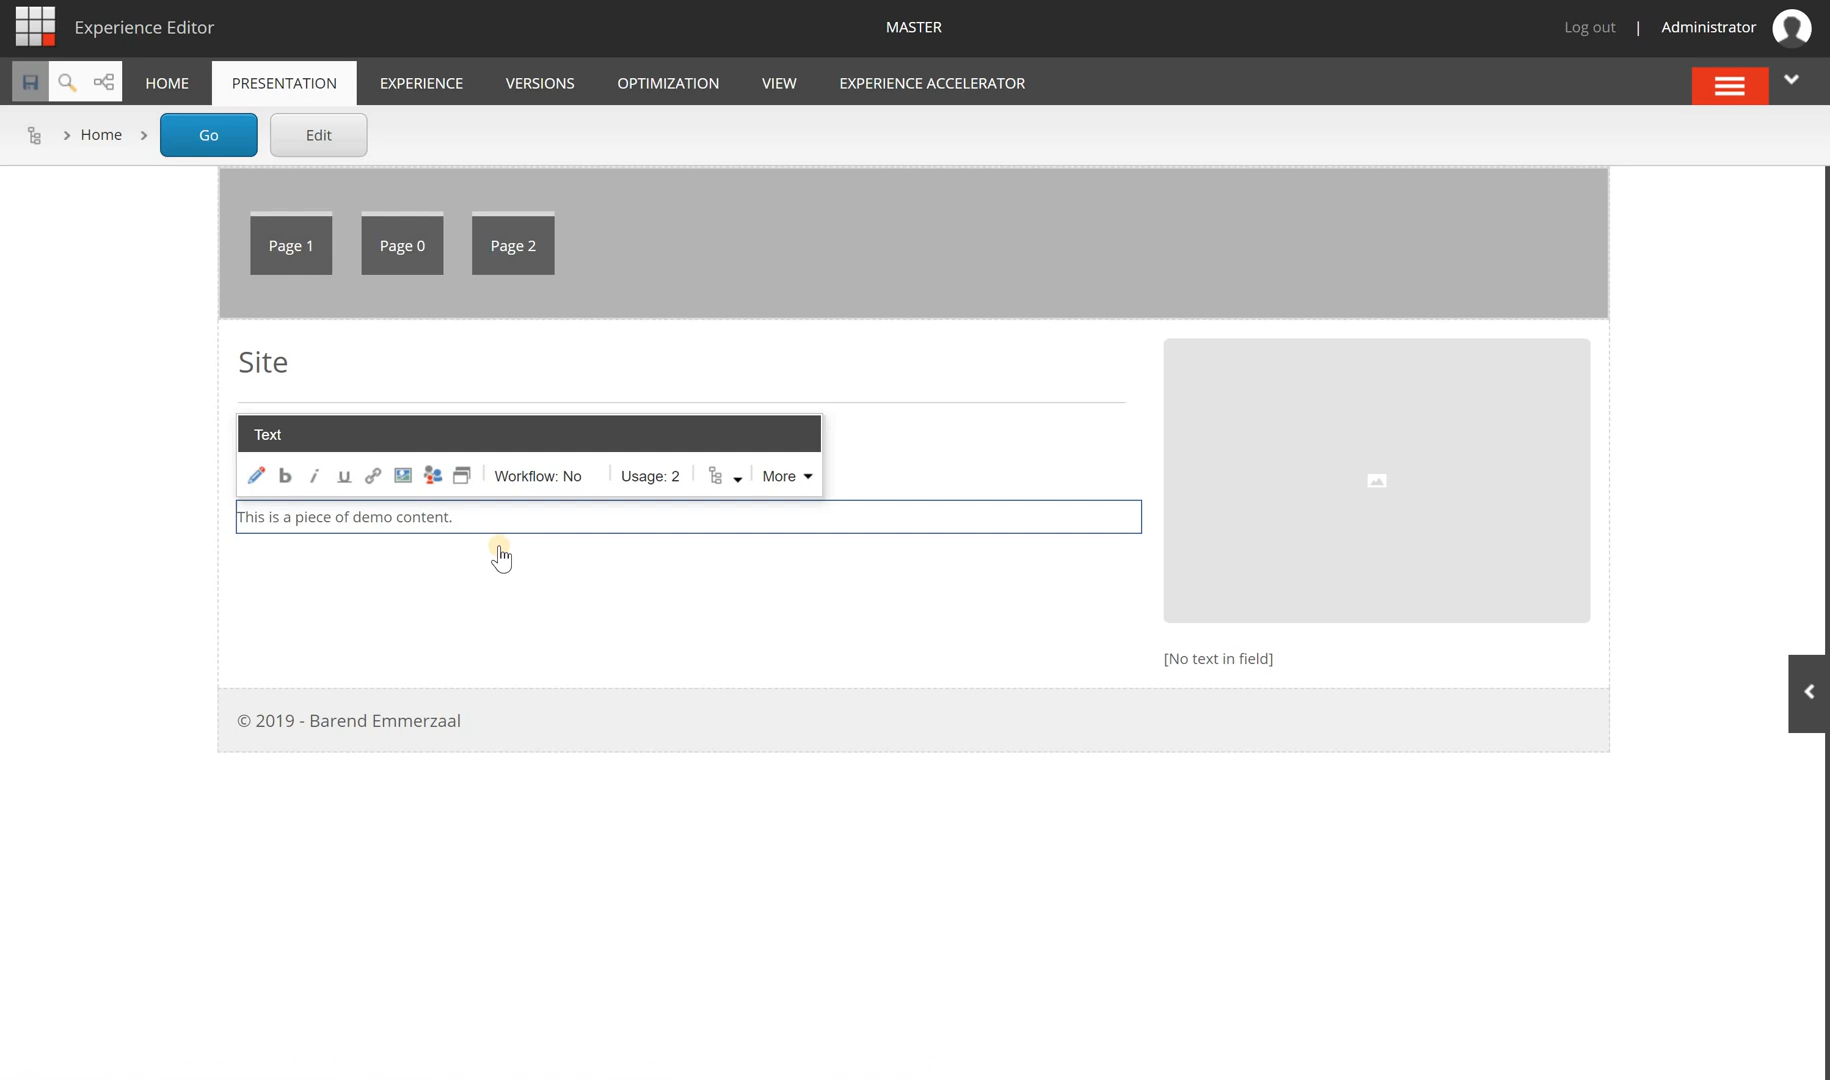 Experience Editor
MASTER
Log out | Administrator
HOME PRESENTATION EXPERIENCE VERSIONS OPTIMIZATION VIEW EXPERIENCE ACCELERATOR
Home Go Edit
Page 1 Page 0 Page 2
Site
Text
b i u Workflow: No Usage: 2 More
This is a piece of demo content.
[No text in field]
© 2019 - Barend Emmerzaal